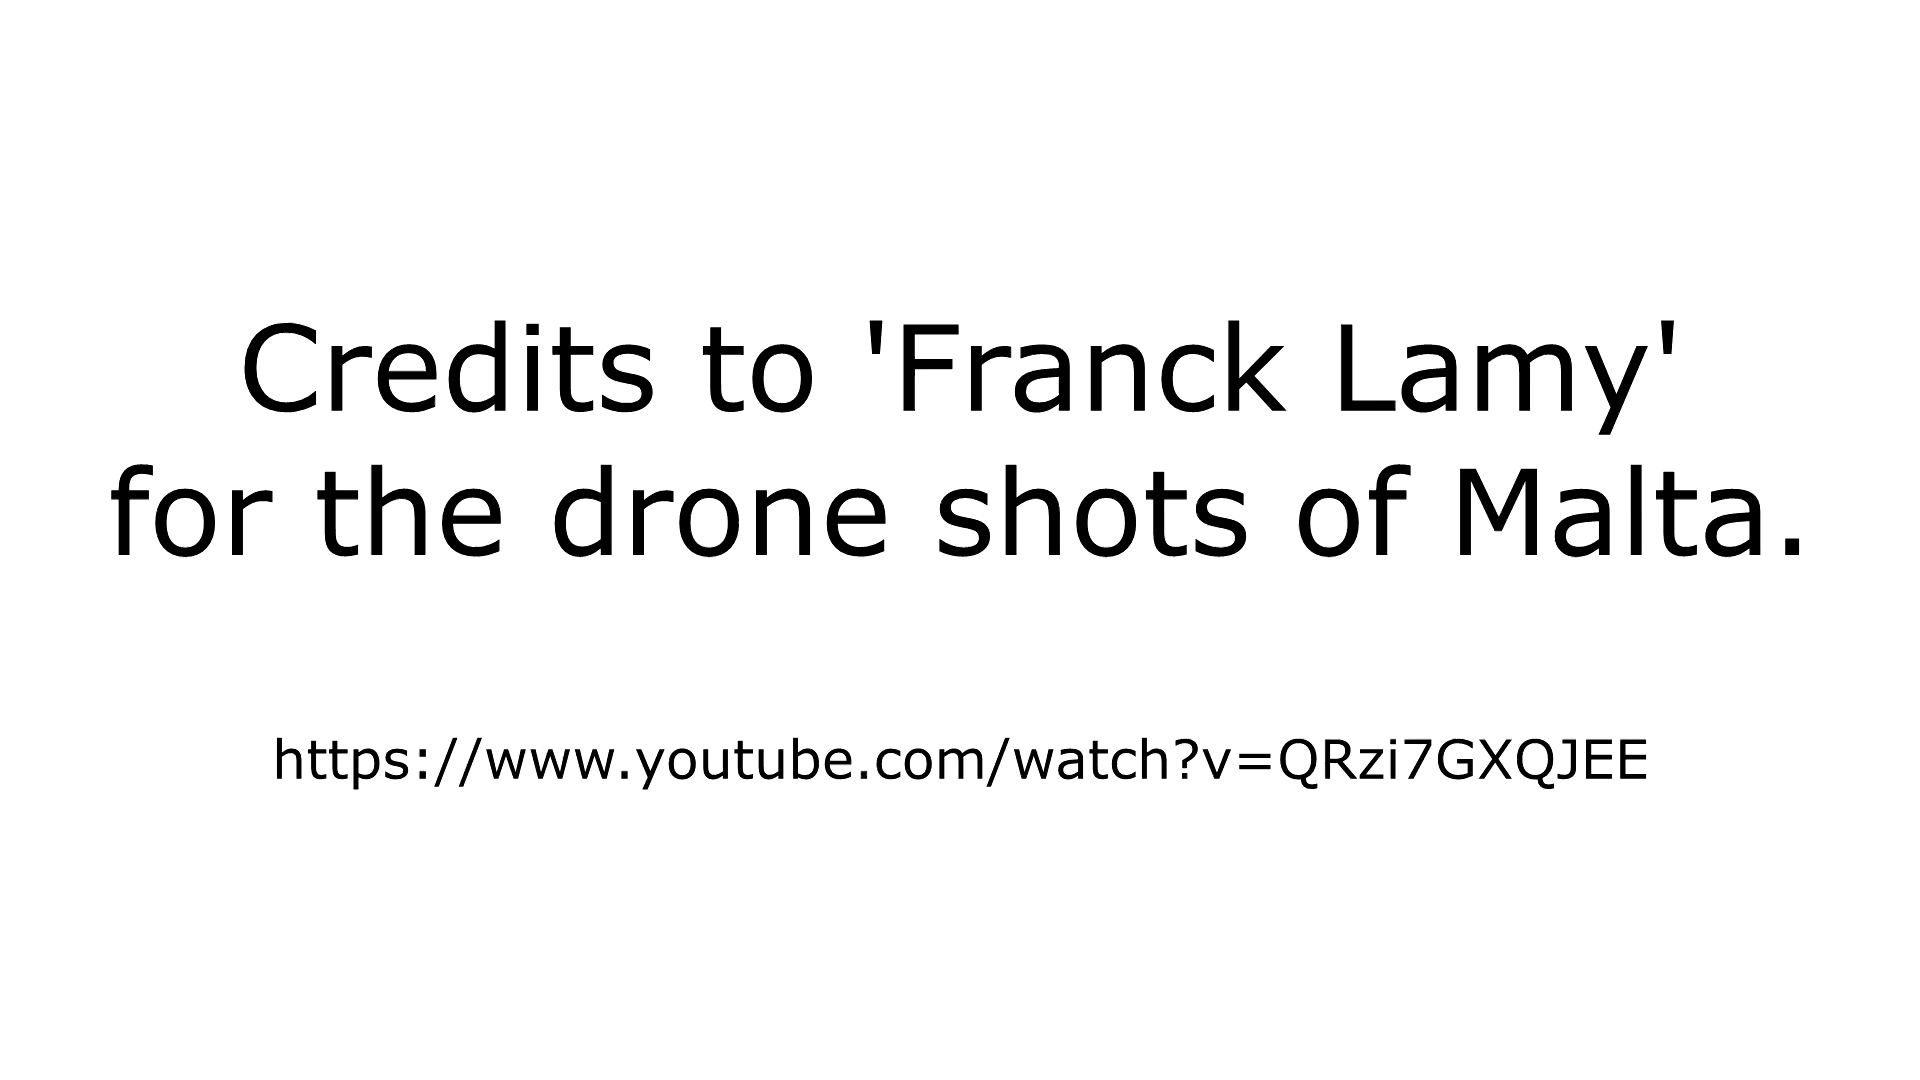 Credits to 'Franck Lamy'
for the drone shots of Malta.
https://www.youtube.com/watch?v=QRzi7GXQJEE